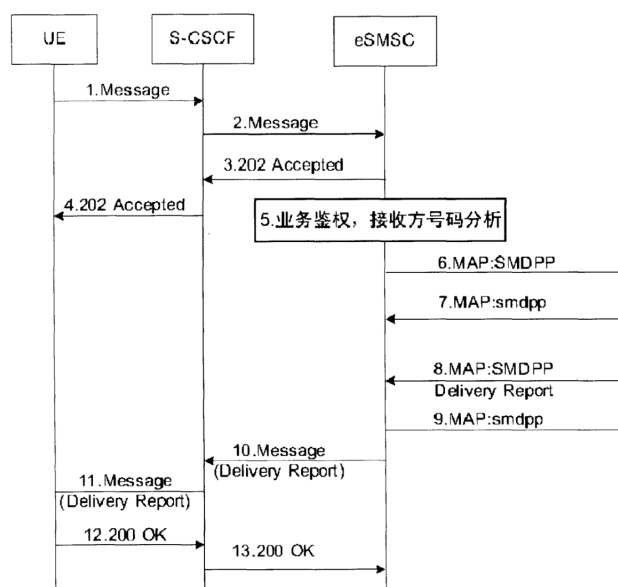 UE
S-CSCF
eSMSC
1.Message
2.Message
3.202 Accepted
4.202 Accepted
5.业务鉴权，接收方号码分析
6.MAP:SMDPP
7.MAP:smdpp
8.MAP:SMDPP
Delivery Report
9.MAP:smdpp
10.Message
(Delivery Report)
11.Message
(Delivery Report)
12.200 OK
13.200 OK